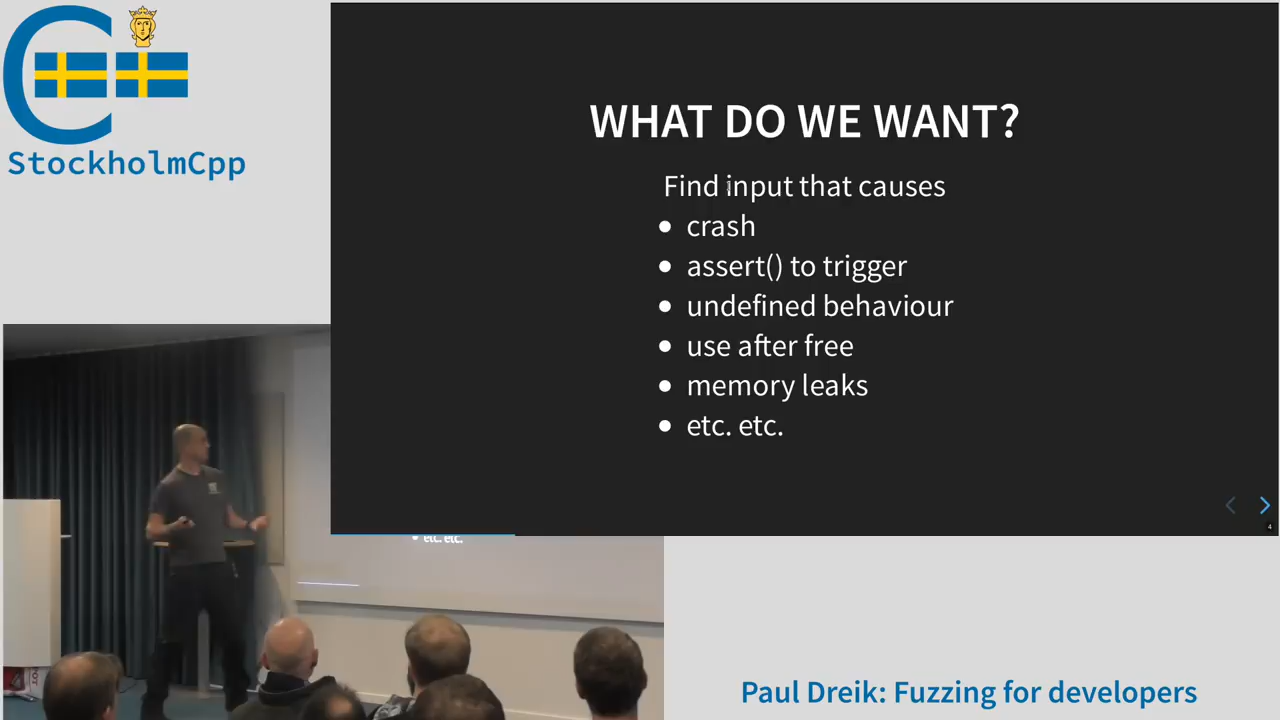 StockholmCpp
WHAT DO WE WANT?
Find input that causes
• crash
• assert() to trigger
• undefined behaviour
• use after free
• memory leaks
• etc. etc.
4
• etc. etc.
Paul Dreik: Fuzzing for developers